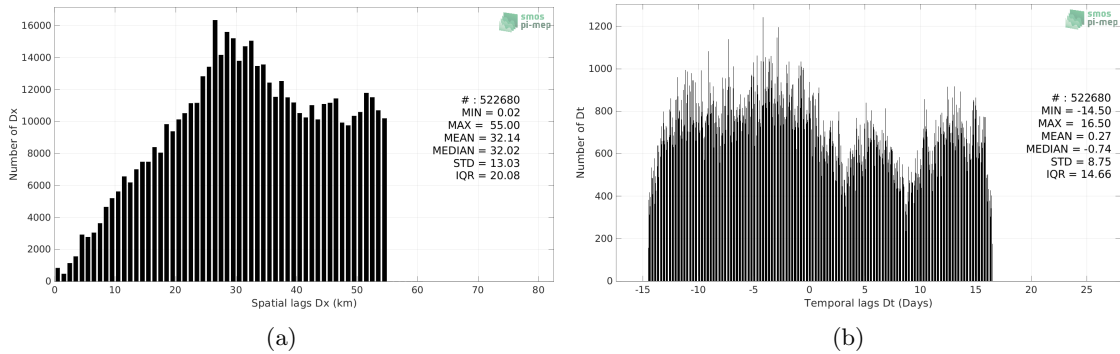 16000
14000
12000
10000
8000
6000
4000
2000
0
0
10
20
30
40
50
60
70
80
Number of Dx
Spatial lags Dx (km)
smos
pi-mep
# : 522680
MIN = 0.02
MAX = 55.00
MEAN = 32.14
MEDIAN = 32.02
STD = 13.03
IQR = 20.08
(a)
1200
1000
800
600
400
200
0
-15
-10
-5
0
5
10
15
20
25
Number of Dt
Temporal lags Dt (Days)
smos
pi-mep
# : 522680
MIN = -14.50
MAX = 16.50
MEAN = 0.27
MEDIAN = -0.74
STD = 8.75
IQR = 14.66
(b)